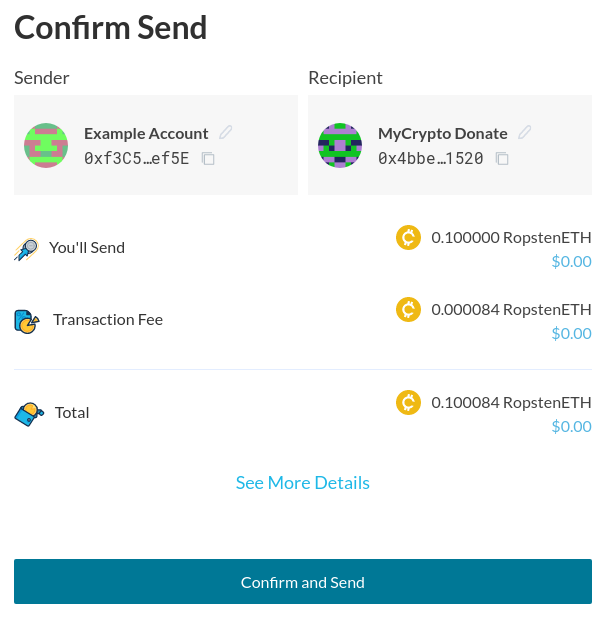 Confirm Send
Sender
Recipient
Example Account
0xf3C5…ef5E
MyCrypto Donate
0x4bbe…1520
You'll Send
0.100000 RopstenETH
$0.00
Transaction Fee
0.000084 RopstenETH
$0.00
Total
0.100084 RopstenETH
$0.00
See More Details
Confirm and Send